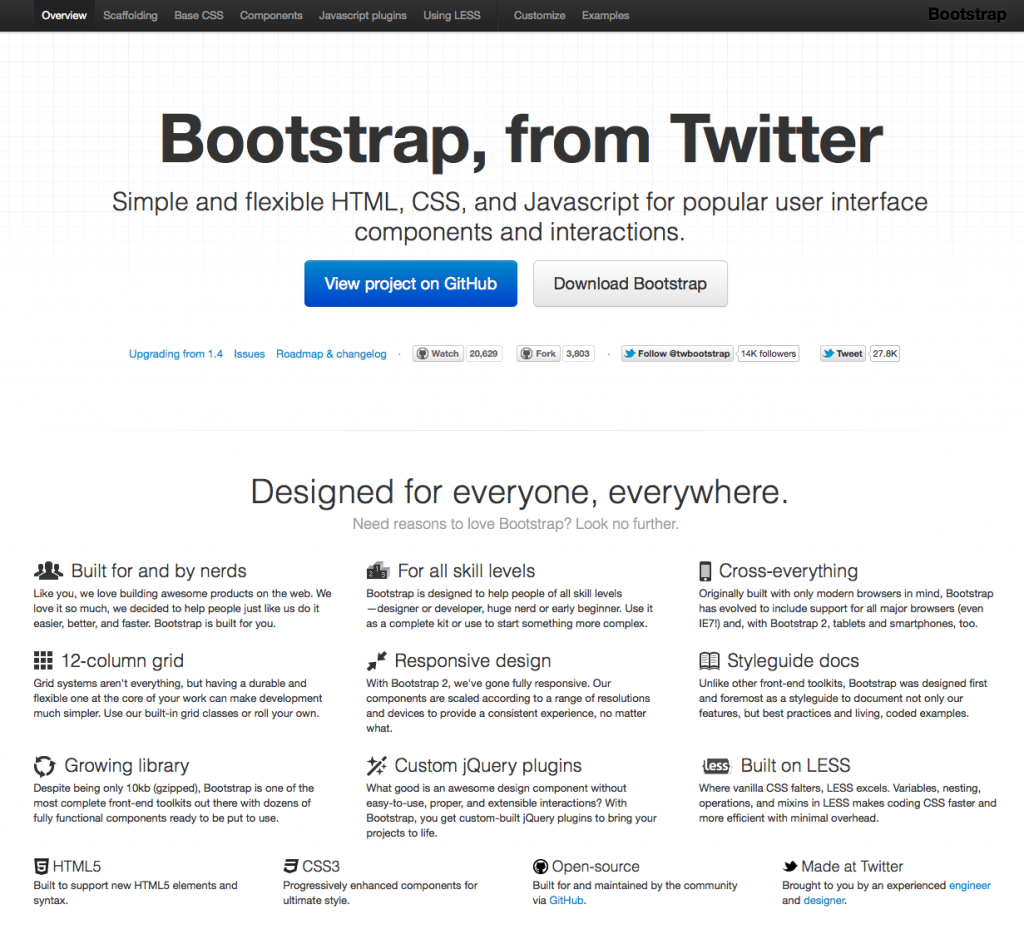 Overview Scaffolding Base CSS Components Javascript plugins Using LESS Customize Examples Bootstrap
Bootstrap, from Twitter
Simple and flexible HTML, CSS, and Javascript for popular user interface
components and interactions.
View project on GitHub Download Bootstrap
Upgrading from 1.4 Issues Roadmap & changelog · Watch 20,629 Fork 3,803 · Follow @twbootstrap 14K followers Tweet 27.8K
Designed for everyone, everywhere.
Need reasons to love Bootstrap? Look no further.
Built for and by nerds
Like you, we love building awesome products on the web. We
love it so much, we decided to help people just like us do it
easier, better, and faster. Bootstrap is built for you.
For all skill levels
Bootstrap is designed to help people of all skill levels
—designer or developer, huge nerd or early beginner. Use it
as a complete kit or use to start something more complex.
Cross-everything
Originally built with only modern browsers in mind, Bootstrap
has evolved to include support for all major browsers (even
IE7!) and, with Bootstrap 2, tablets and smartphones, too.
12-column grid
Grid systems aren't everything, but having a durable and
flexible one at the core of your work can make development
much simpler. Use our built-in grid classes or roll your own.
Responsive design
With Bootstrap 2, we've gone fully responsive. Our
components are scaled according to a range of resolutions
and devices to provide a consistent experience, no matter
what.
Styleguide docs
Unlike other front-end toolkits, Bootstrap was designed first
and foremost as a styleguide to document not only our
features, but best practices and living, coded examples.
Growing library
Despite being only 10kb (gzipped), Bootstrap is one of the
most complete front-end toolkits out there with dozens of
fully functional components ready to be put to use.
Custom jQuery plugins
What good is an awesome design component without
easy-to-use, proper, and extensible interactions? With
Bootstrap, you get custom-built jQuery plugins to bring your
projects to life.
{less} Built on LESS
Where vanilla CSS falters, LESS excels. Variables, nesting,
operations, and mixins in LESS makes coding CSS faster and
more efficient with minimal overhead.
HTML5
Built to support new HTML5 elements and
syntax.
CSS3
Progressively enhanced components for
ultimate style.
Open-source
Built for and maintained by the community
via GitHub.
Made at Twitter
Brought to you by an experienced engineer
and designer.